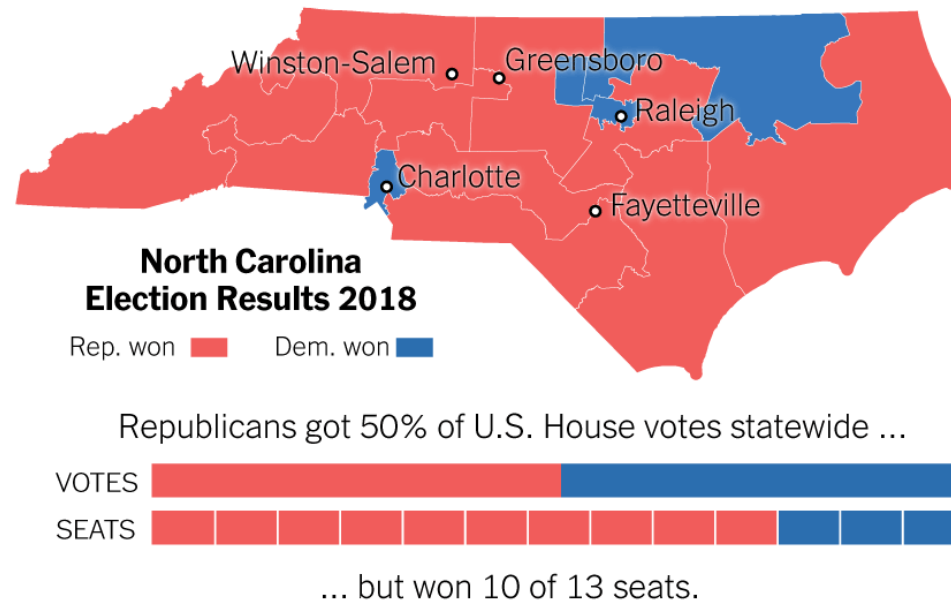 Winston-Salem
Greensboro
Raleigh
Charlotte
Fayetteville
North Carolina
Election Results 2018
Rep. won
Dem. won
Republicans got 50% of U.S. House votes statewide ...
VOTES
SEATS
... but won 10 of 13 seats.